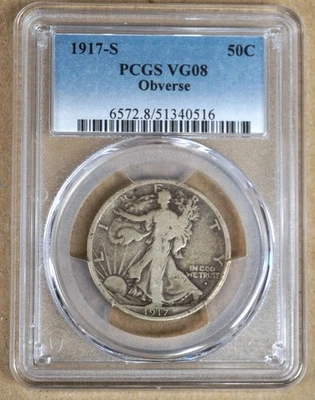 1917-S 50C
PCGS VG08
Obverse
6572.8/51340516
LIBERTY
IN GOD
WE TRUST
1917